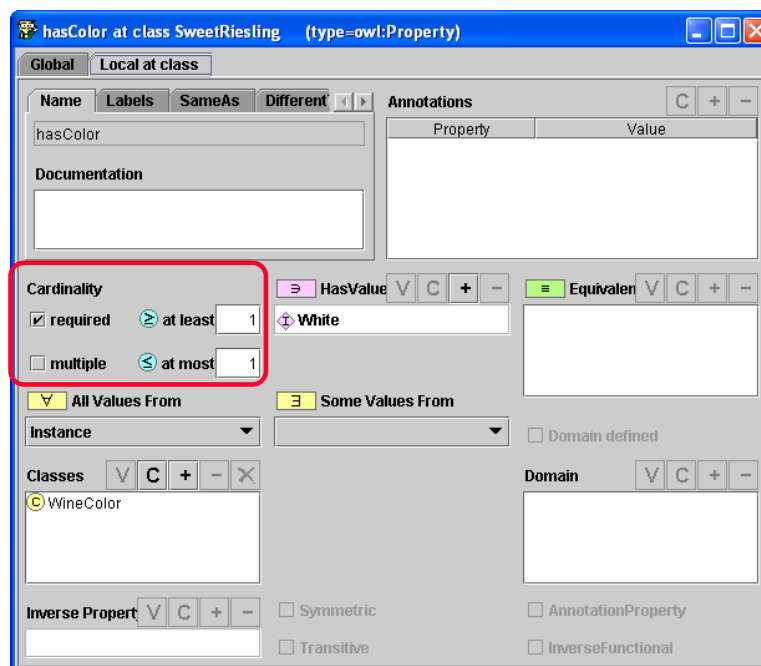 hasColor at class SweetRiesling (type=owl:Property)
Global Local at class
Name Labels SameAs Different
hasColor
Documentation
Annotations C + −
Property Value
Cardinality
required ≥ at least 1
multiple ≤ at most 1
∋ HasValue V C + −
I White
≡ Equivalen V C + −
∀ All Values From
Instance
∃ Some Values From
Domain defined
Classes V C + − X
C WineColor
Domain V C + −
Inverse Propert V C + −
Symmetric
Transitive
AnnotationProperty
InverseFunctional